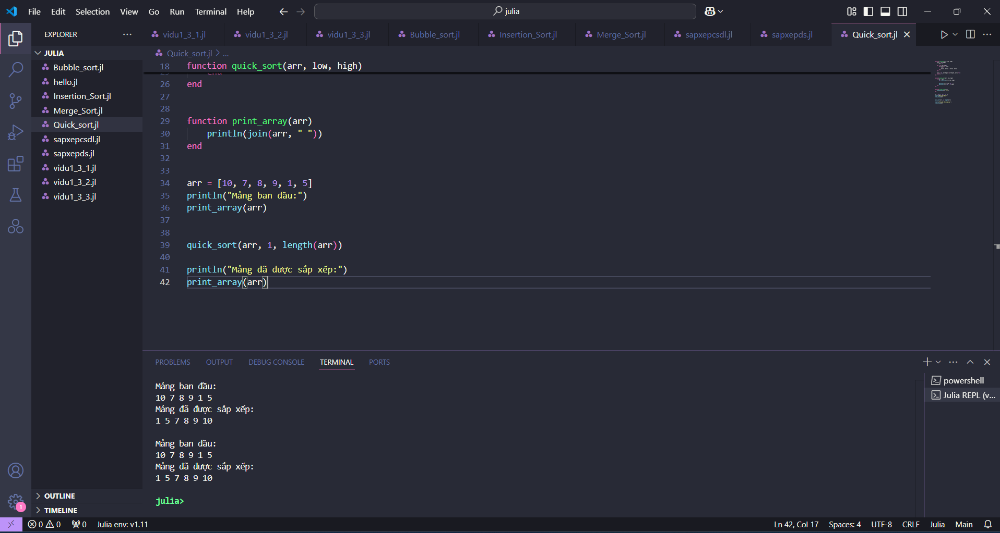 File Edit Selection View Go Run Terminal Help
julia
EXPLORER
vidu1_3_1.jl vidu1_3_2.jl vidu1_3_3.jl Bubble_sort.jl Insertion_Sort.jl Merge_Sort.jl sapxepcsdl.jl sapxepds.jl Quick_sort.jl
JULIA
Bubble_sort.jl
hello.jl
Insertion_Sort.jl
Merge_Sort.jl
Quick_sort.jl
sapxepcsdl.jl
sapxepds.jl
vidu1_3_1.jl
vidu1_3_2.jl
vidu1_3_3.jl
OUTLINE
TIMELINE
Quick_sort.jl > ...
18 function quick_sort(arr, low, high)
25 end
26 end
27
28
29 function print_array(arr)
30 println(join(arr, " "))
31 end
32
33
34 arr = [10, 7, 8, 9, 1, 5]
35 println("Mảng ban đầu:")
36 print_array(arr)
37
38
39 quick_sort(arr, 1, length(arr))
40
41 println("Mảng đã được sắp xếp:")
42 print_array(arr)
PROBLEMS OUTPUT DEBUG CONSOLE TERMINAL PORTS
Mảng ban đầu:
10 7 8 9 1 5
Mảng đã được sắp xếp:
1 5 7 8 9 10
Mảng ban đầu:
10 7 8 9 1 5
Mảng đã được sắp xếp:
1 5 7 8 9 10
julia>
powershell
Julia REPL (v...
1
0 0 0 Julia env: v1.11
Ln 42, Col 17 Spaces: 4 UTF-8 CRLF Julia Main